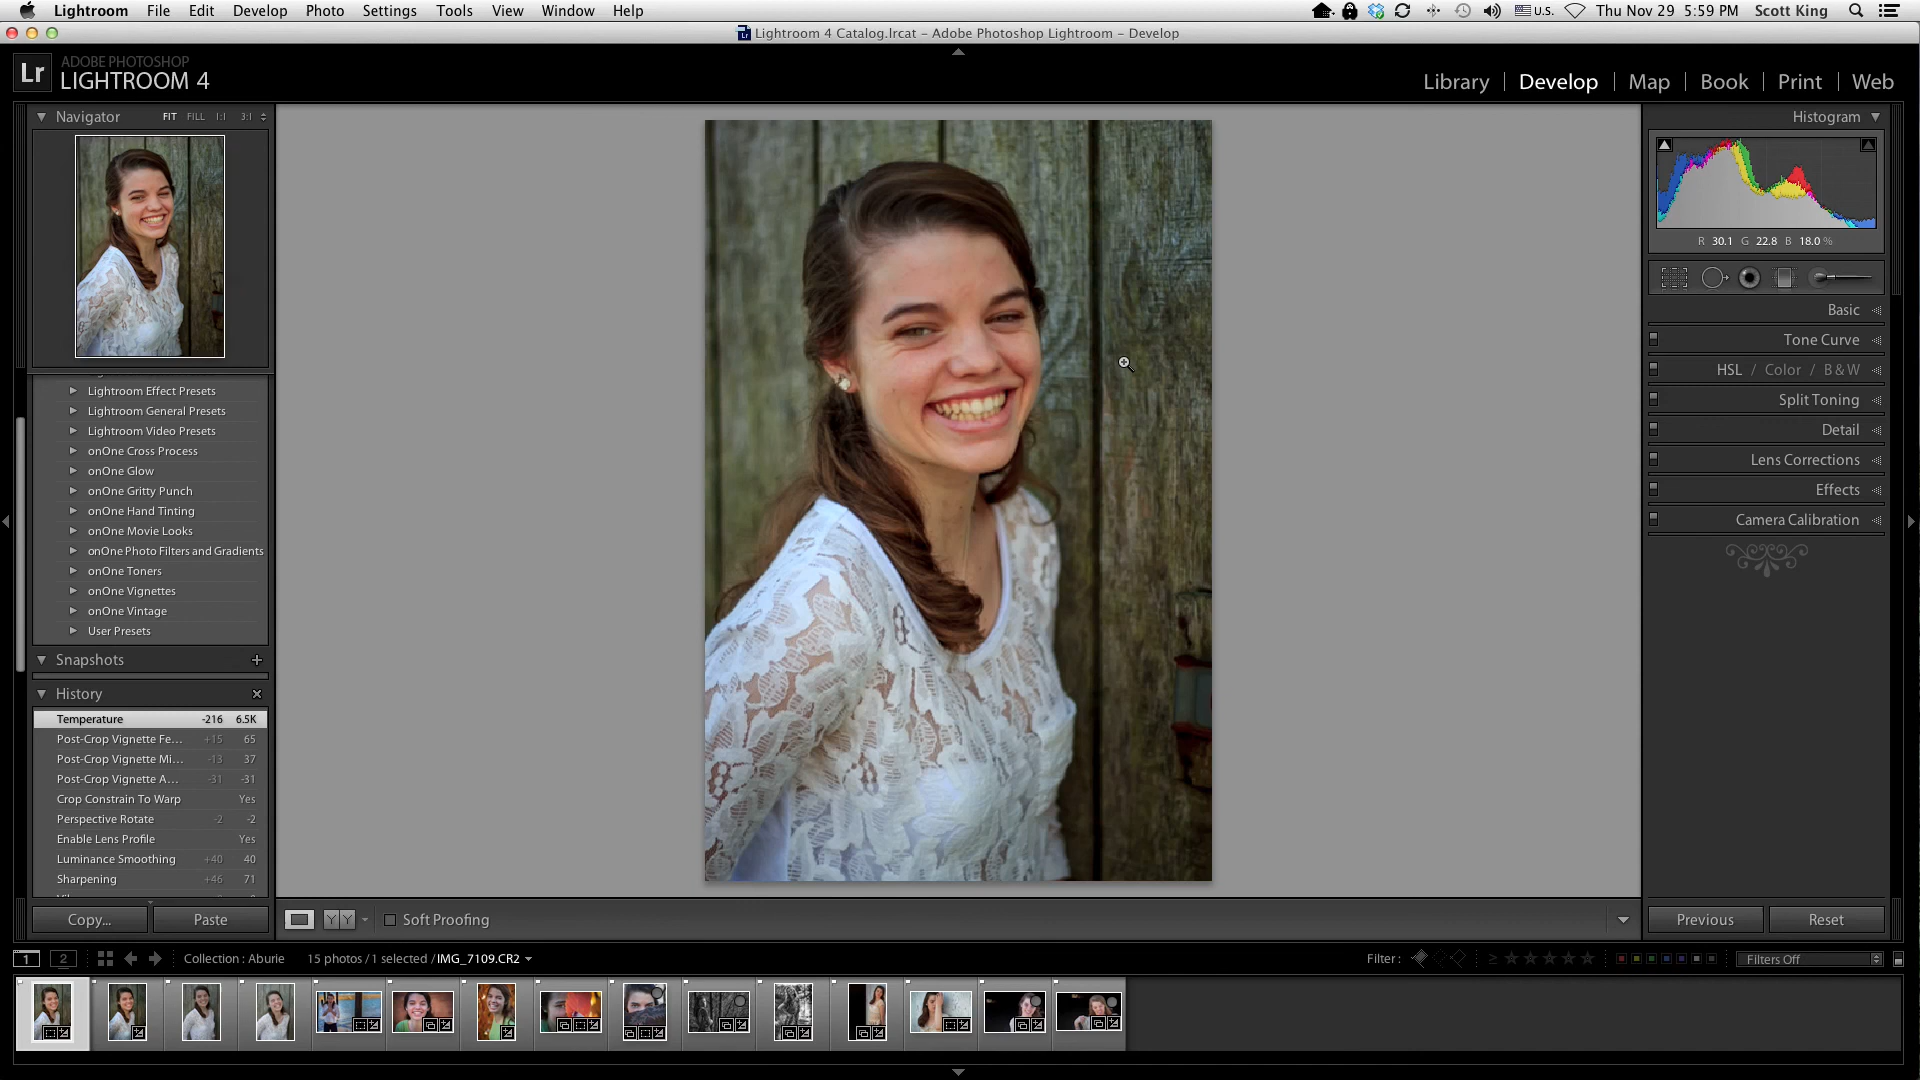 Lightroom File Edit Develop Photo Settings Tools View Window Help U.S. Thu Nov 29 5:59 PM Scott King
Lightroom 4 Catalog.lrcat – Adobe Photoshop Lightroom – Develop
Lr ADOBE PHOTOSHOP
LIGHTROOM 4
Library | Develop | Map | Book | Print | Web
Navigator FIT FILL 1:1 3:1
Lightroom Effect Presets
Lightroom General Presets
Lightroom Video Presets
onOne Cross Process
onOne Glow
onOne Gritty Punch
onOne Hand Tinting
onOne Movie Looks
onOne Photo Filters and Gradients
onOne Toners
onOne Vignettes
onOne Vintage
User Presets
Snapshots +
History
Temperature -216 6.5K
Post-Crop Vignette Fe... +15 65
Post-Crop Vignette Mi... -13 37
Post-Crop Vignette A... -31 -31
Crop Constrain To Warp Yes
Perspective Rotate -2 -2
Enable Lens Profile Yes
Luminance Smoothing +40 40
Sharpening +46 71
Copy... Paste
YY Soft Proofing
Histogram
R 30.1 G 22.8 B 18.0 %
Basic
Tone Curve
HSL / Color / B & W
Split Toning
Detail
Lens Corrections
Effects
Camera Calibration
Previous Reset
1 2 Collection : Aburie 15 photos / 1 selected / IMG_7109.CR2 Filter : ≥ Filters Off